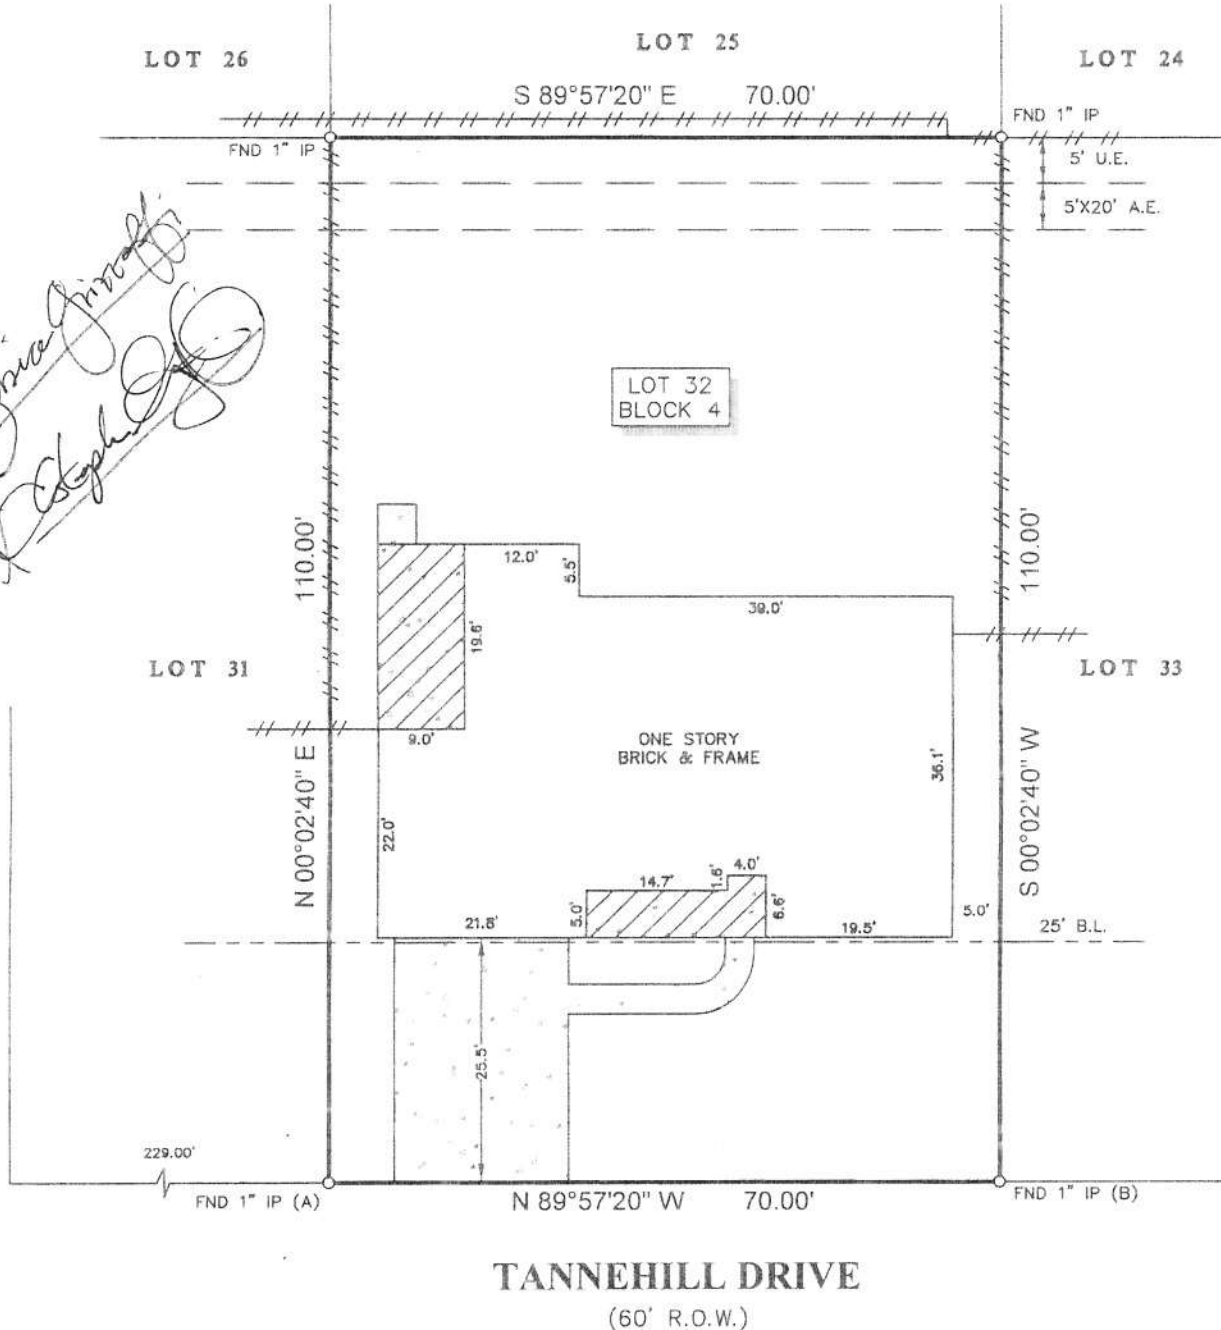 LOT 26
LOT 25
LOT 24
S 89°57'20" E 70.00'
FND 1" IP
FND 1" IP
5' U.E.
5'X20' A.E.
LOT 32
BLOCK 4
Stephen
110.00'
110.00'
12.0'
5.5'
39.0'
19.6'
LOT 31
LOT 33
9.0'
ONE STORY
BRICK & FRAME
36.1'
N 00°02'40" E
S 00°02'40" W
22.0'
14.7'
1.6'
4.0'
5.0'
6.6'
21.8'
19.5'
5.0'
25' B.L.
25.5'
229.00'
FND 1" IP (A)
N 89°57'20" W 70.00'
FND 1" IP (B)
TANNEHILL DRIVE
(60' R.O.W.)